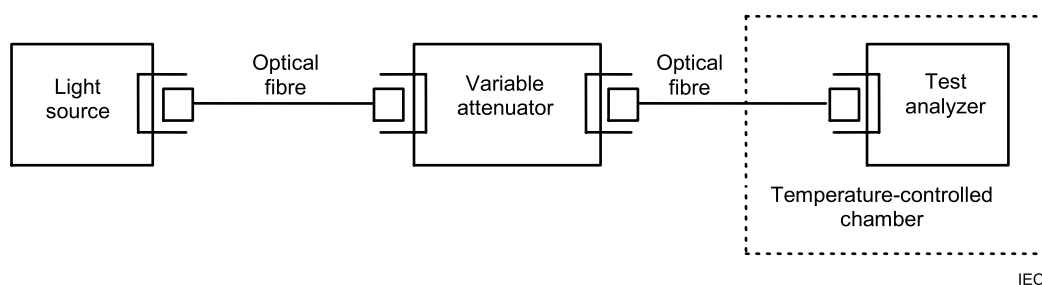 Light
source
Optical
fibre
Variable
attenuator
Optical
fibre
Test
analyzer
Temperature-controlled
chamber
IEC